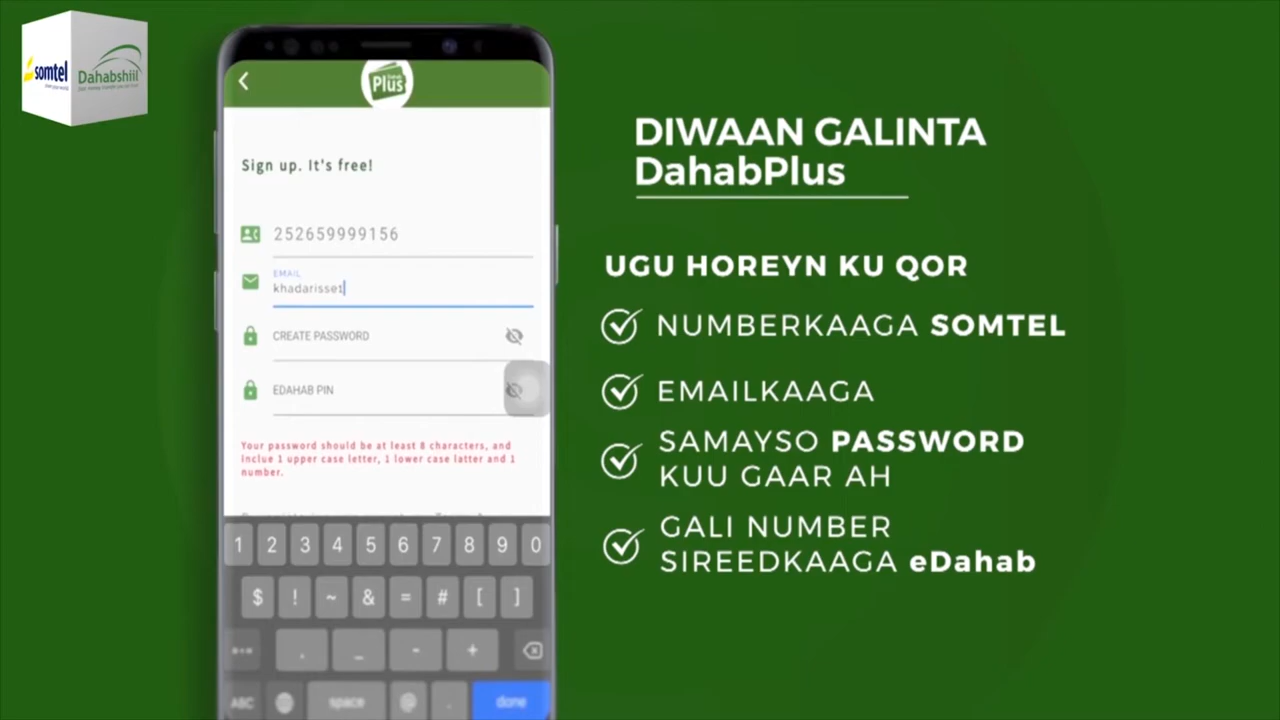 somtel
Dahabshiil
Plus
Sign up. It's free!
252659999156
EMAIL
khadarisset
CREATE PASSWORD
EDAHAB PIN
Your password should be at least 8 characters, and
inclue 1 upper case letter, 1 lower case latter and 1
number.
1 2 3 4 5 6 7 8 9 0
$ ! ~ & = # [ ]
. _ - +
ABC space @ . done
DIWAAN GALINTA
DahabPlus
UGU HOREYN KU QOR
NUMBERKAAGA SOMTEL
EMAILKAAGA
SAMAYSO PASSWORD
KUU GAAR AH
GALI NUMBER
SIREEDKAAGA eDahab